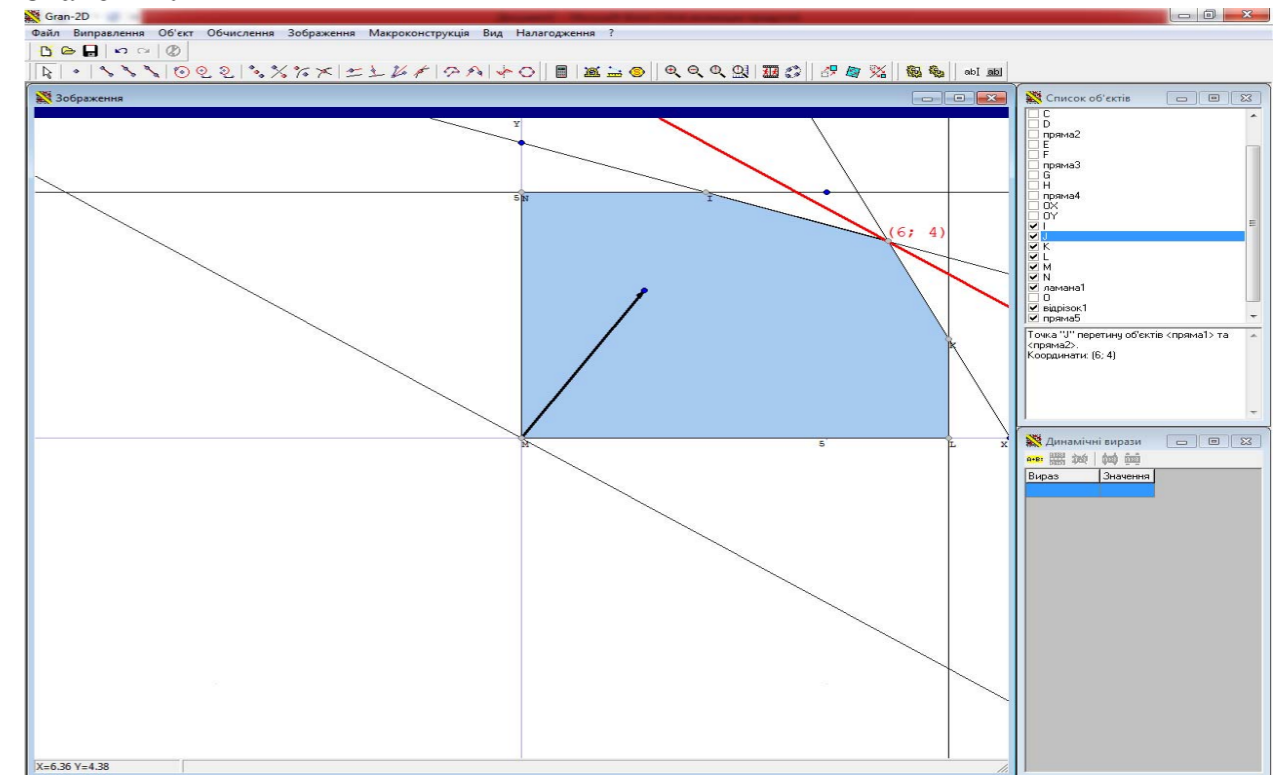 Gran-2D
Файл Виправлення Об'єкт Обчислення Зображення Макроконструкція Вид Налагодження ?
abI abI
Зображення
Y
5 N
I
(6; 4)
K
M
5
L
X
X=6.36 Y=4.38
Список об'єктів
C
D
пряма2
E
F
пряма3
G
H
пряма4
OX
OY
I
J
K
L
M
N
ламана1
O
відрізок1
пряма5
Точка "J" перетину об'єктів <пряма1> та
<пряма2>.
Координати: (6; 4)
Динамічні вирази
A+B:
Вираз Значення